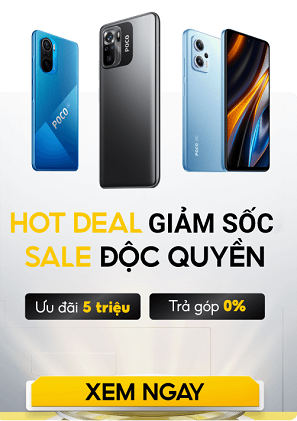 POCO
POCO
POCO
HOT DEAL GIẢM SỐC
SALE ĐỘC QUYỀN
Ưu đãi 5 triệu
Trả góp 0%
XEM NGAY